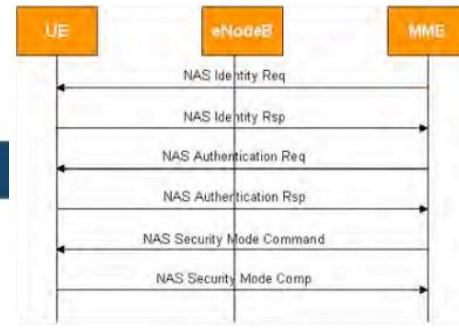 UE eNodeB MME
NAS Identity Req
NAS Identity Rsp
NAS Authentication Req
NAS Authentication Rsp
NAS Security Mode Command
NAS Security Mode Comp